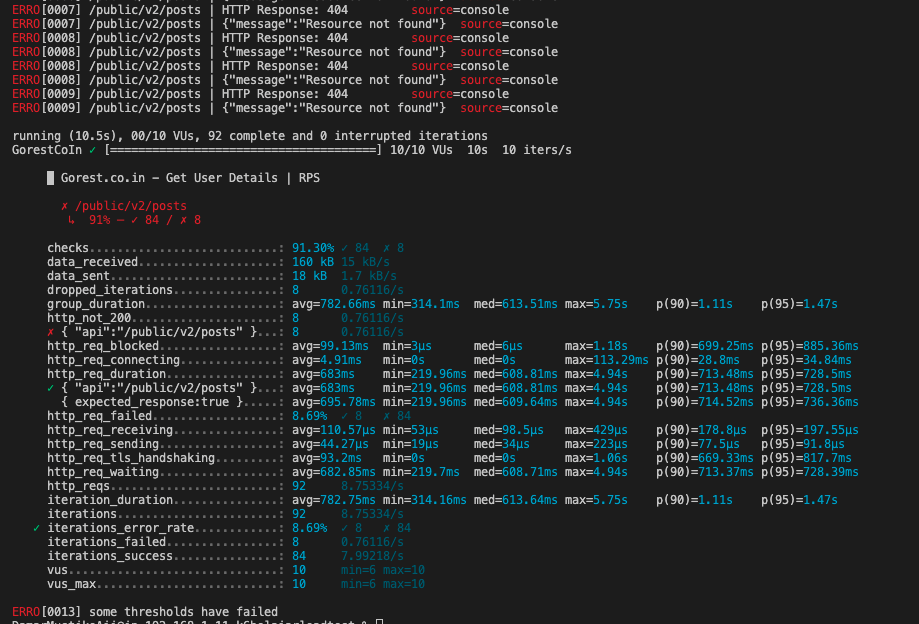 ERRO[0007] /public/v2/posts | HTTP Response: 404 source=console
ERRO[0007] /public/v2/posts | {"message":"Resource not found"} source=console
ERRO[0008] /public/v2/posts | HTTP Response: 404 source=console
ERRO[0008] /public/v2/posts | {"message":"Resource not found"} source=console
ERRO[0008] /public/v2/posts | HTTP Response: 404 source=console
ERRO[0008] /public/v2/posts | {"message":"Resource not found"} source=console
ERRO[0009] /public/v2/posts | HTTP Response: 404 source=console
ERRO[0009] /public/v2/posts | {"message":"Resource not found"} source=console
running (10.5s), 00/10 VUs, 92 complete and 0 interrupted iterations
GorestCoIn ✓ [======================================] 10/10 VUs 10s 10 iters/s
█ Gorest.co.in - Get User Details | RPS
✗ /public/v2/posts
↳ 91% — ✓ 84 / ✗ 8
checks...........................: 91.30% ✓ 84 ✗ 8
data_received....................: 160 kB 15 kB/s
data_sent........................: 18 kB 1.7 kB/s
dropped_iterations...............: 8 0.76116/s
group_duration...................: avg=782.66ms min=314.1ms med=613.51ms max=5.75s p(90)=1.11s p(95)=1.47s
http_not_200.....................: 8 0.76116/s
✗ { "api":"/public/v2/posts" }...: 8 0.76116/s
http_req_blocked.................: avg=99.13ms min=3µs med=6µs max=1.18s p(90)=699.25ms p(95)=885.36ms
http_req_connecting..............: avg=4.91ms min=0s med=0s max=113.29ms p(90)=28.8ms p(95)=34.84ms
http_req_duration................: avg=683ms min=219.96ms med=608.81ms max=4.94s p(90)=713.48ms p(95)=728.5ms
✓ { "api":"/public/v2/posts" }...: avg=683ms min=219.96ms med=608.81ms max=4.94s p(90)=713.48ms p(95)=728.5ms
{ expected_response:true }.....: avg=695.78ms min=219.96ms med=609.64ms max=4.94s p(90)=714.52ms p(95)=736.36ms
http_req_failed..................: 8.69% ✓ 8 ✗ 84
http_req_receiving...............: avg=110.57µs min=53µs med=98.5µs max=429µs p(90)=178.8µs p(95)=197.55µs
http_req_sending.................: avg=44.27µs min=19µs med=34µs max=223µs p(90)=77.5µs p(95)=91.8µs
http_req_tls_handshaking.........: avg=93.2ms min=0s med=0s max=1.06s p(90)=669.33ms p(95)=817.7ms
http_req_waiting.................: avg=682.85ms min=219.7ms med=608.71ms max=4.94s p(90)=713.37ms p(95)=728.39ms
http_reqs........................: 92 8.75334/s
iteration_duration...............: avg=782.75ms min=314.16ms med=613.64ms max=5.75s p(90)=1.11s p(95)=1.47s
iterations.......................: 92 8.75334/s
✓ iterations_error_rate............: 8.69% ✓ 8 ✗ 84
iterations_failed................: 8 0.76116/s
iterations_success...............: 84 7.99218/s
vus..............................: 10 min=6 max=10
vus_max..........................: 10 min=6 max=10
ERRO[0013] some thresholds have failed